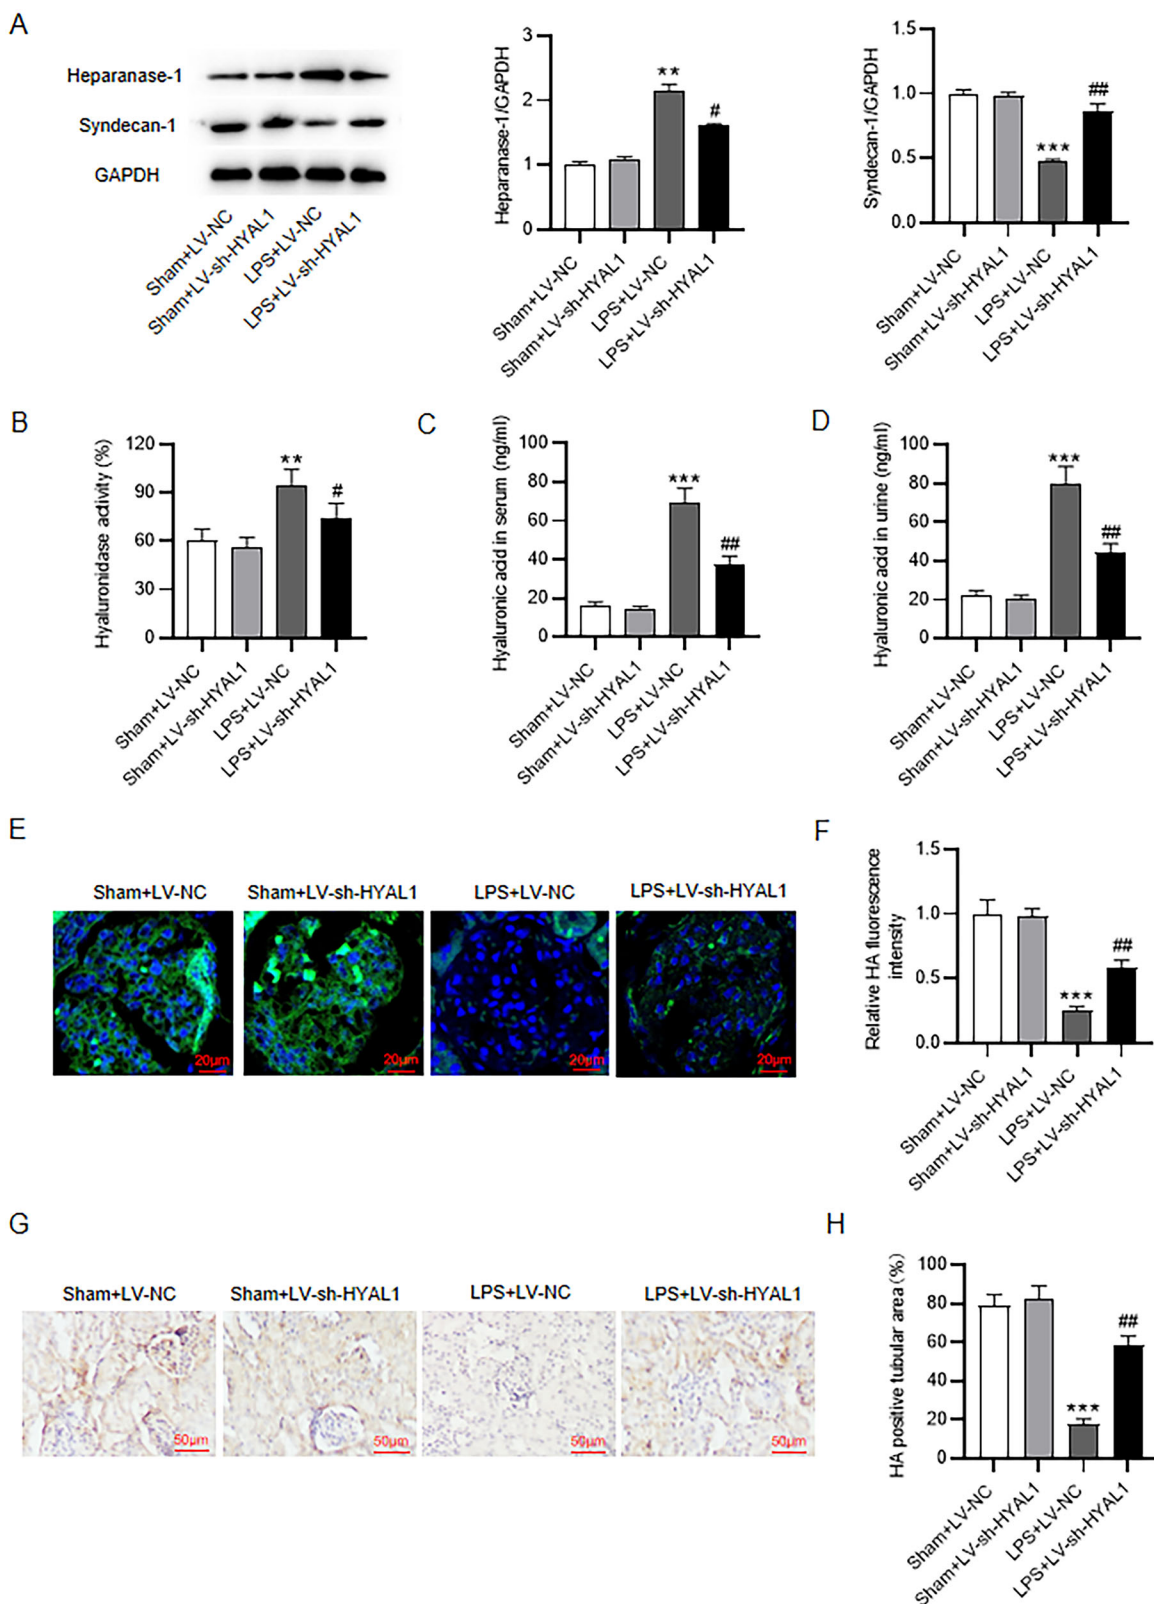 A
Heparanase-1
Syndecan-1
GAPDH
Sham+LV-NC
Sham+LV-sh-HYAL1
LPS+LV-NC
LPS+LV-sh-HYAL1
Heparanase-1/GAPDH
3
2
1
0
**
#
Sham+LV-NC
Sham+LV-sh-HYAL1
LPS+LV-NC
LPS+LV-sh-HYAL1
Syndecan-1/GAPDH
1.5
1.0
0.5
0.0
***
##
Sham+LV-NC
Sham+LV-sh-HYAL1
LPS+LV-NC
LPS+LV-sh-HYAL1
B
Hyaluronidase adtivity (%)
120
90
60
30
0
**
#
Sham+LV-NC
Sham+LV-sh-HYAL1
LPS+LV-NC
LPS+LV-sh-HYAL1
C
Hyaluronic acid in serum (ng/ml)
100
80
60
40
20
0
***
##
Sham+LV-NC
Sham+LV-sh-HYAL1
LPS+LV-NC
LPS+LV-sh-HYAL1
D
Hyaluronic acid in urine (ng/ml)
100
80
60
40
20
0
***
##
Sham+LV-NC
Sham+LV-sh-HYAL1
LPS+LV-NC
LPS+LV-sh-HYAL1
E
Sham+LV-NC
Sham+LV-sh-HYAL1
LPS+LV-NC
LPS+LV-sh-HYAL1
20μm
20μm
20μm
20μm
F
Relative HA fluorescence
intensity
1.5
1.0
0.5
0.0
***
##
Sham+LV-NC
Sham+LV-sh-HYAL1
LPS+LV-NC
LPS+LV-sh-HYAL1
G
Sham+LV-NC
Sham+LV-sh-HYAL1
LPS+LV-NC
LPS+LV-sh-HYAL1
50μm
50μm
50μm
50μm
H
HA positive tubular area (%)
100
80
60
40
20
0
***
##
Sham+LV-NC
Sham+LV-sh-HYAL1
LPS+LV-NC
LPS+LV-sh-HYAL1